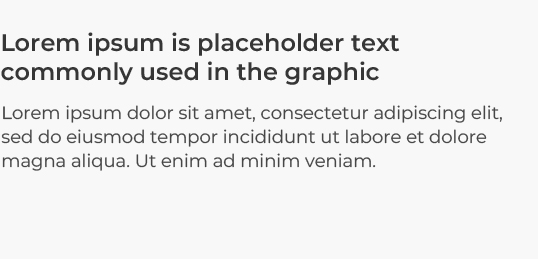 Lorem ipsum is placeholder text
commonly used in the graphic
Lorem ipsum dolor sit amet, consectetur adipiscing elit,
sed do eiusmod tempor incididunt ut labore et dolore
magna aliqua. Ut enim ad minim veniam.